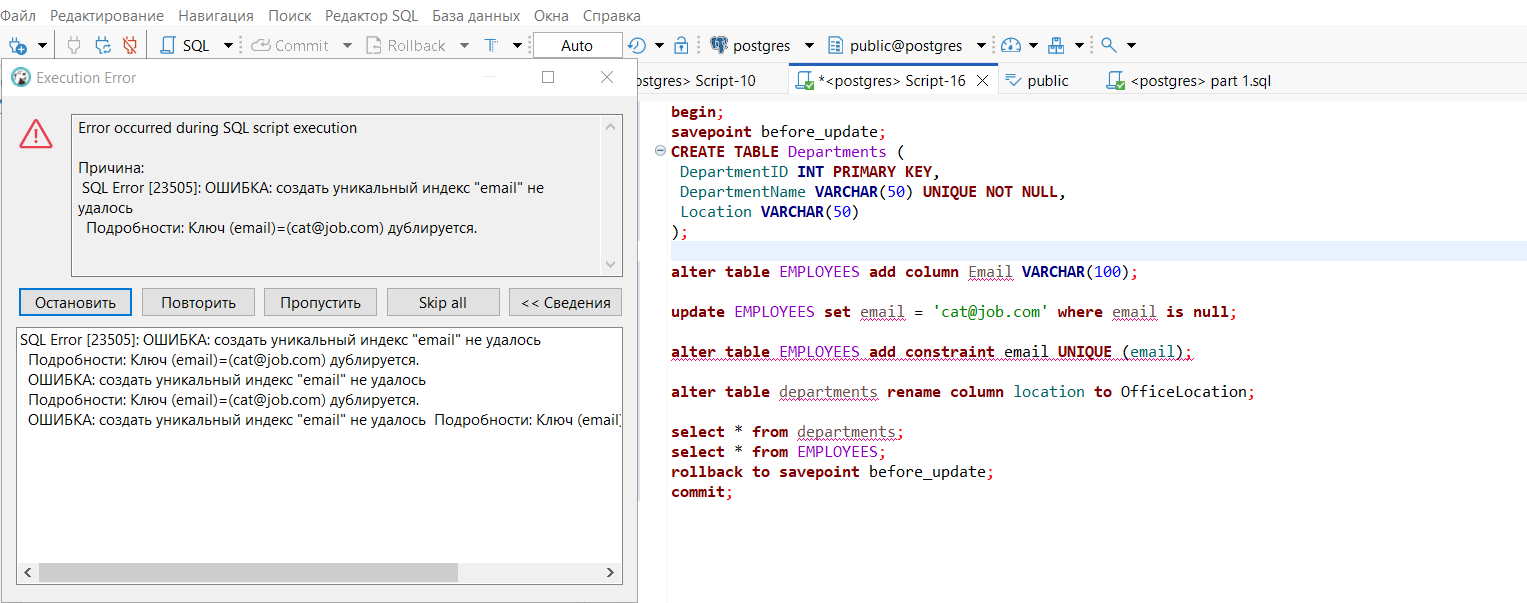 Файл Редактирование Навигация Поиск Редактор SQL База данных Окна Справка
SQL Commit Rollback T Auto postgres public@postgres
Execution Error
ostgres> Script-10 *<postgres> Script-16 public <postgres> part 1.sql
Error occurred during SQL script execution
Причина:
SQL Error [23505]: ОШИБКА: создать уникальный индекс "email" не
удалось
Подробности: Ключ (email)=(cat@job.com) дублируется.
Остановить Повторить Пропустить Skip all << Сведения
SQL Error [23505]: ОШИБКА: создать уникальный индекс "email" не удалось
Подробности: Ключ (email)=(cat@job.com) дублируется.
ОШИБКА: создать уникальный индекс "email" не удалось
Подробности: Ключ (email)=(cat@job.com) дублируется.
ОШИБКА: создать уникальный индекс "email" не удалось Подробности: Ключ (email)
begin;
savepoint before_update;
CREATE TABLE Departments (
DepartmentID INT PRIMARY KEY,
DepartmentName VARCHAR(50) UNIQUE NOT NULL,
Location VARCHAR(50)
);
alter table EMPLOYEES add column Email VARCHAR(100);
update EMPLOYEES set email = 'cat@job.com' where email is null;
alter table EMPLOYEES add constraint email UNIQUE (email);
alter table departments rename column location to OfficeLocation;
select * from departments;
select * from EMPLOYEES;
rollback to savepoint before_update;
commit;